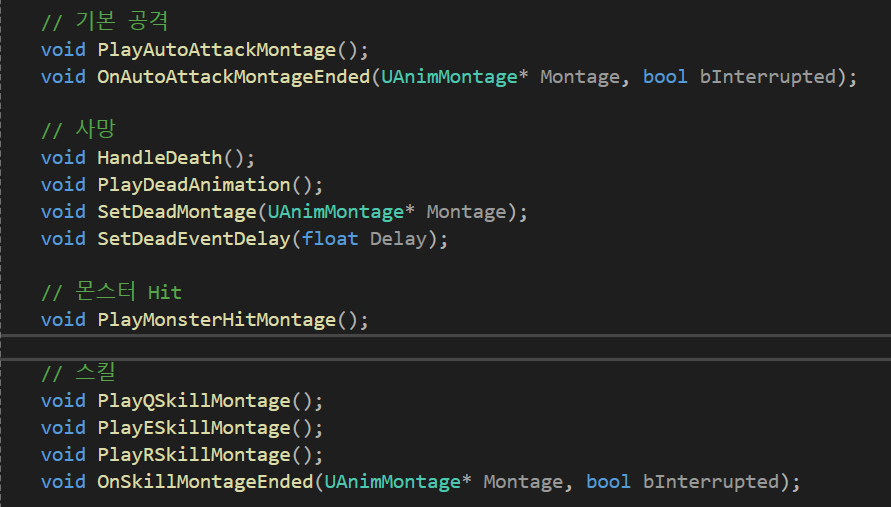 // 기본 공격
void PlayAutoAttackMontage();
void OnAutoAttackMontageEnded(UAnimMontage* Montage, bool bInterrupted);
// 사망
void HandleDeath();
void PlayDeadAnimation();
void SetDeadMontage(UAnimMontage* Montage);
void SetDeadEventDelay(float Delay);
// 몬스터 Hit
void PlayMonsterHitMontage();
// 스킬
void PlayQSkillMontage();
void PlayESkillMontage();
void PlayRSkillMontage();
void OnSkillMontageEnded(UAnimMontage* Montage, bool bInterrupted);